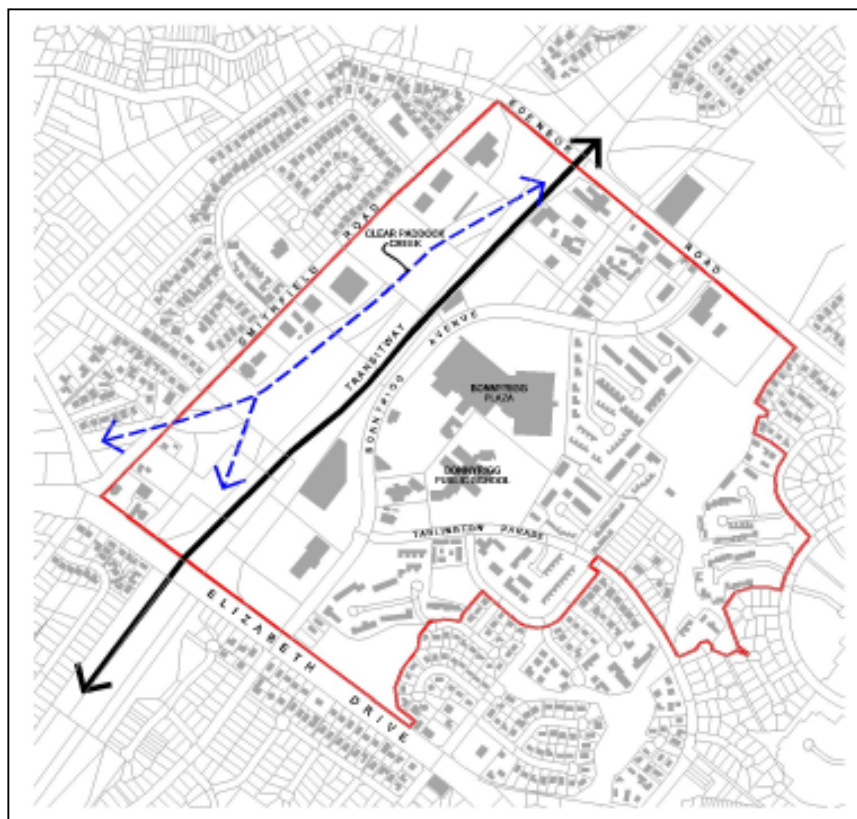 EDENSOR
ROAD
CLEAR PADDOCK
CREEK
SMITHFIELD ROAD
TRANSITWAY
BONNYRIGG AVENUE
BONNYRIGG
PLAZA
BONNYRIGG
PUBLIC SCHOOL
TARLINGTON PARADE
ELIZABETH DRIVE